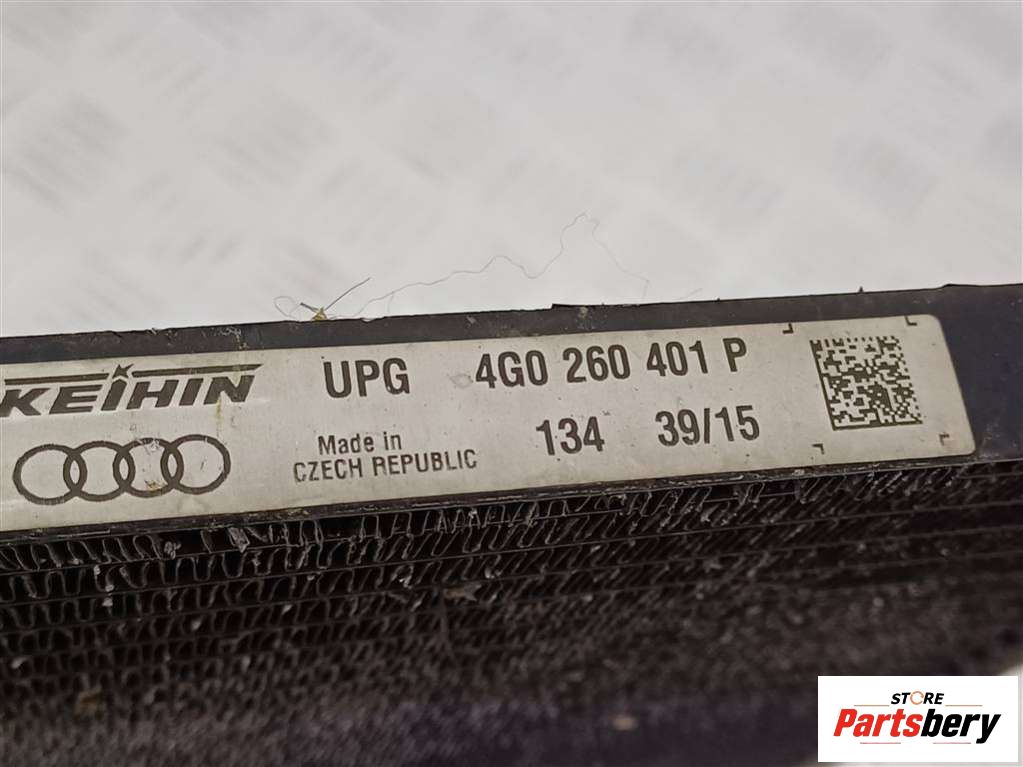 KEIHIN UPG 4G0 260 401 P
Made in 134 39/15
CZECH REPUBLIC
STORE
Partsbery